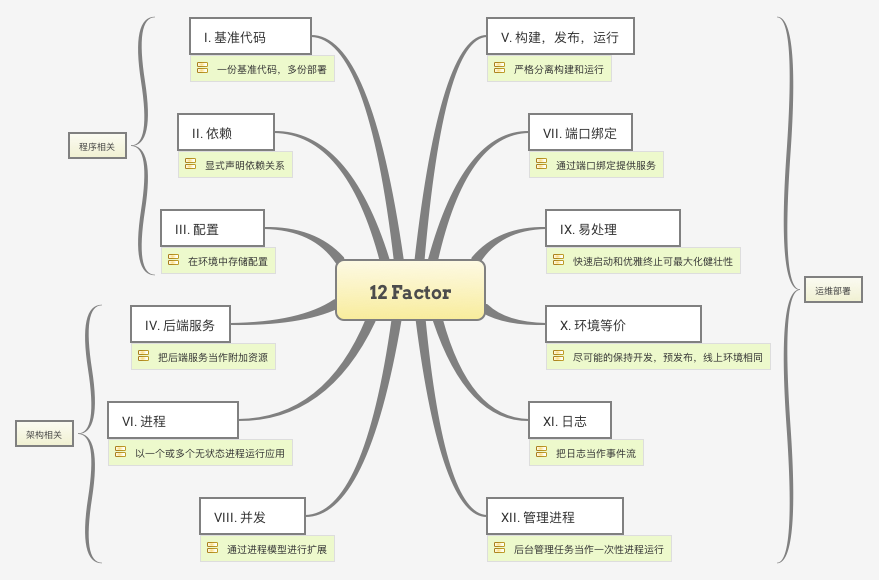 12 Factor
程序相关
I. 基准代码
一份基准代码，多份部署
II. 依赖
显式声明依赖关系
III. 配置
在环境中存储配置
架构相关
IV. 后端服务
把后端服务当作附加资源
VI. 进程
以一个或多个无状态进程运行应用
VIII. 并发
通过进程模型进行扩展
运维部署
V. 构建，发布，运行
严格分离构建和运行
VII. 端口绑定
通过端口绑定提供服务
IX. 易处理
快速启动和优雅终止可最大化健壮性
X. 环境等价
尽可能的保持开发，预发布，线上环境相同
XI. 日志
把日志当作事件流
XII. 管理进程
后台管理任务当作一次性进程运行